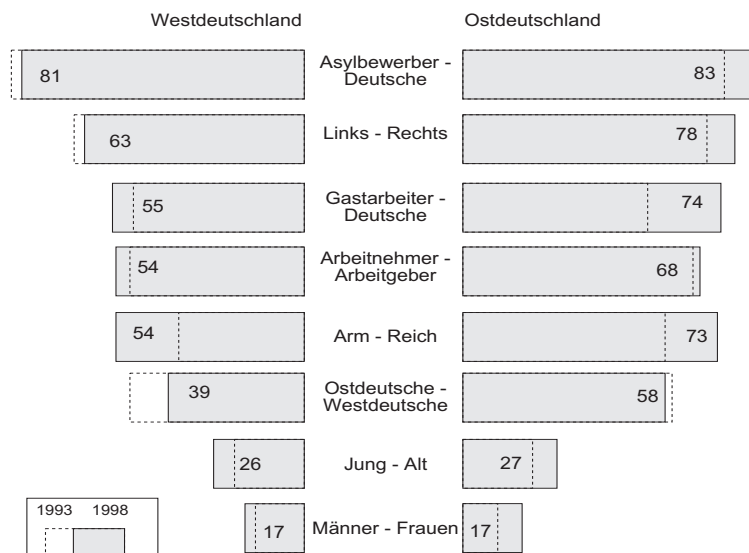 Westdeutschland Ostdeutschland
81 Asylbewerber - 83
Deutsche
63 Links - Rechts 78
55 Gastarbeiter - 74
Deutsche
54 Arbeitnehmer - 68
Arbeitgeber
54 Arm - Reich 73
39 Ostdeutsche - 58
Westdeutsche
26 Jung - Alt 27
1993 1998
17 Männer - Frauen 17